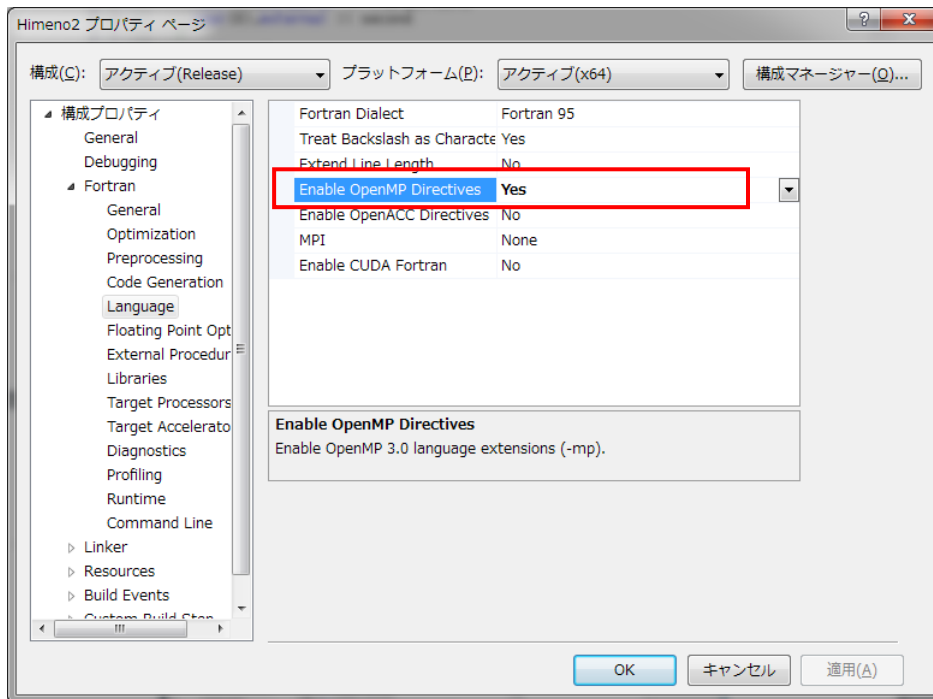 Himeno2 プロパティ ページ
構成(C): アクティブ(Release) プラットフォーム(P): アクティブ(x64) 構成マネージャー(O)...
構成プロパティ
General
Debugging
Fortran
General
Optimization
Preprocessing
Code Generation
Language
Floating Point Opt
External Procedur
Libraries
Target Processors
Target Accelerato
Diagnostics
Profiling
Runtime
Command Line
Linker
Resources
Build Events
Custom Build Step
Fortran Dialect Fortran 95
Treat Backslash as Characte Yes
Extend Line Length No
Enable OpenMP Directives Yes
Enable OpenACC Directives No
MPI None
Enable CUDA Fortran No
Enable OpenMP Directives
Enable OpenMP 3.0 language extensions (-mp).
OK キャンセル 適用(A)